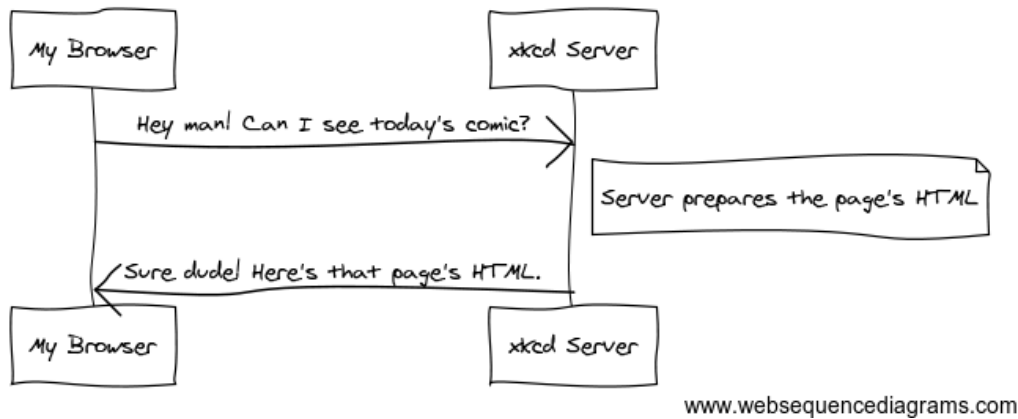 My Browser
xkcd Server
Hey man! Can I see today's comic?
Server prepares the page's HTML
Sure dude! Here's that page's HTML.
My Browser
xkcd Server
www.websequencediagrams.com